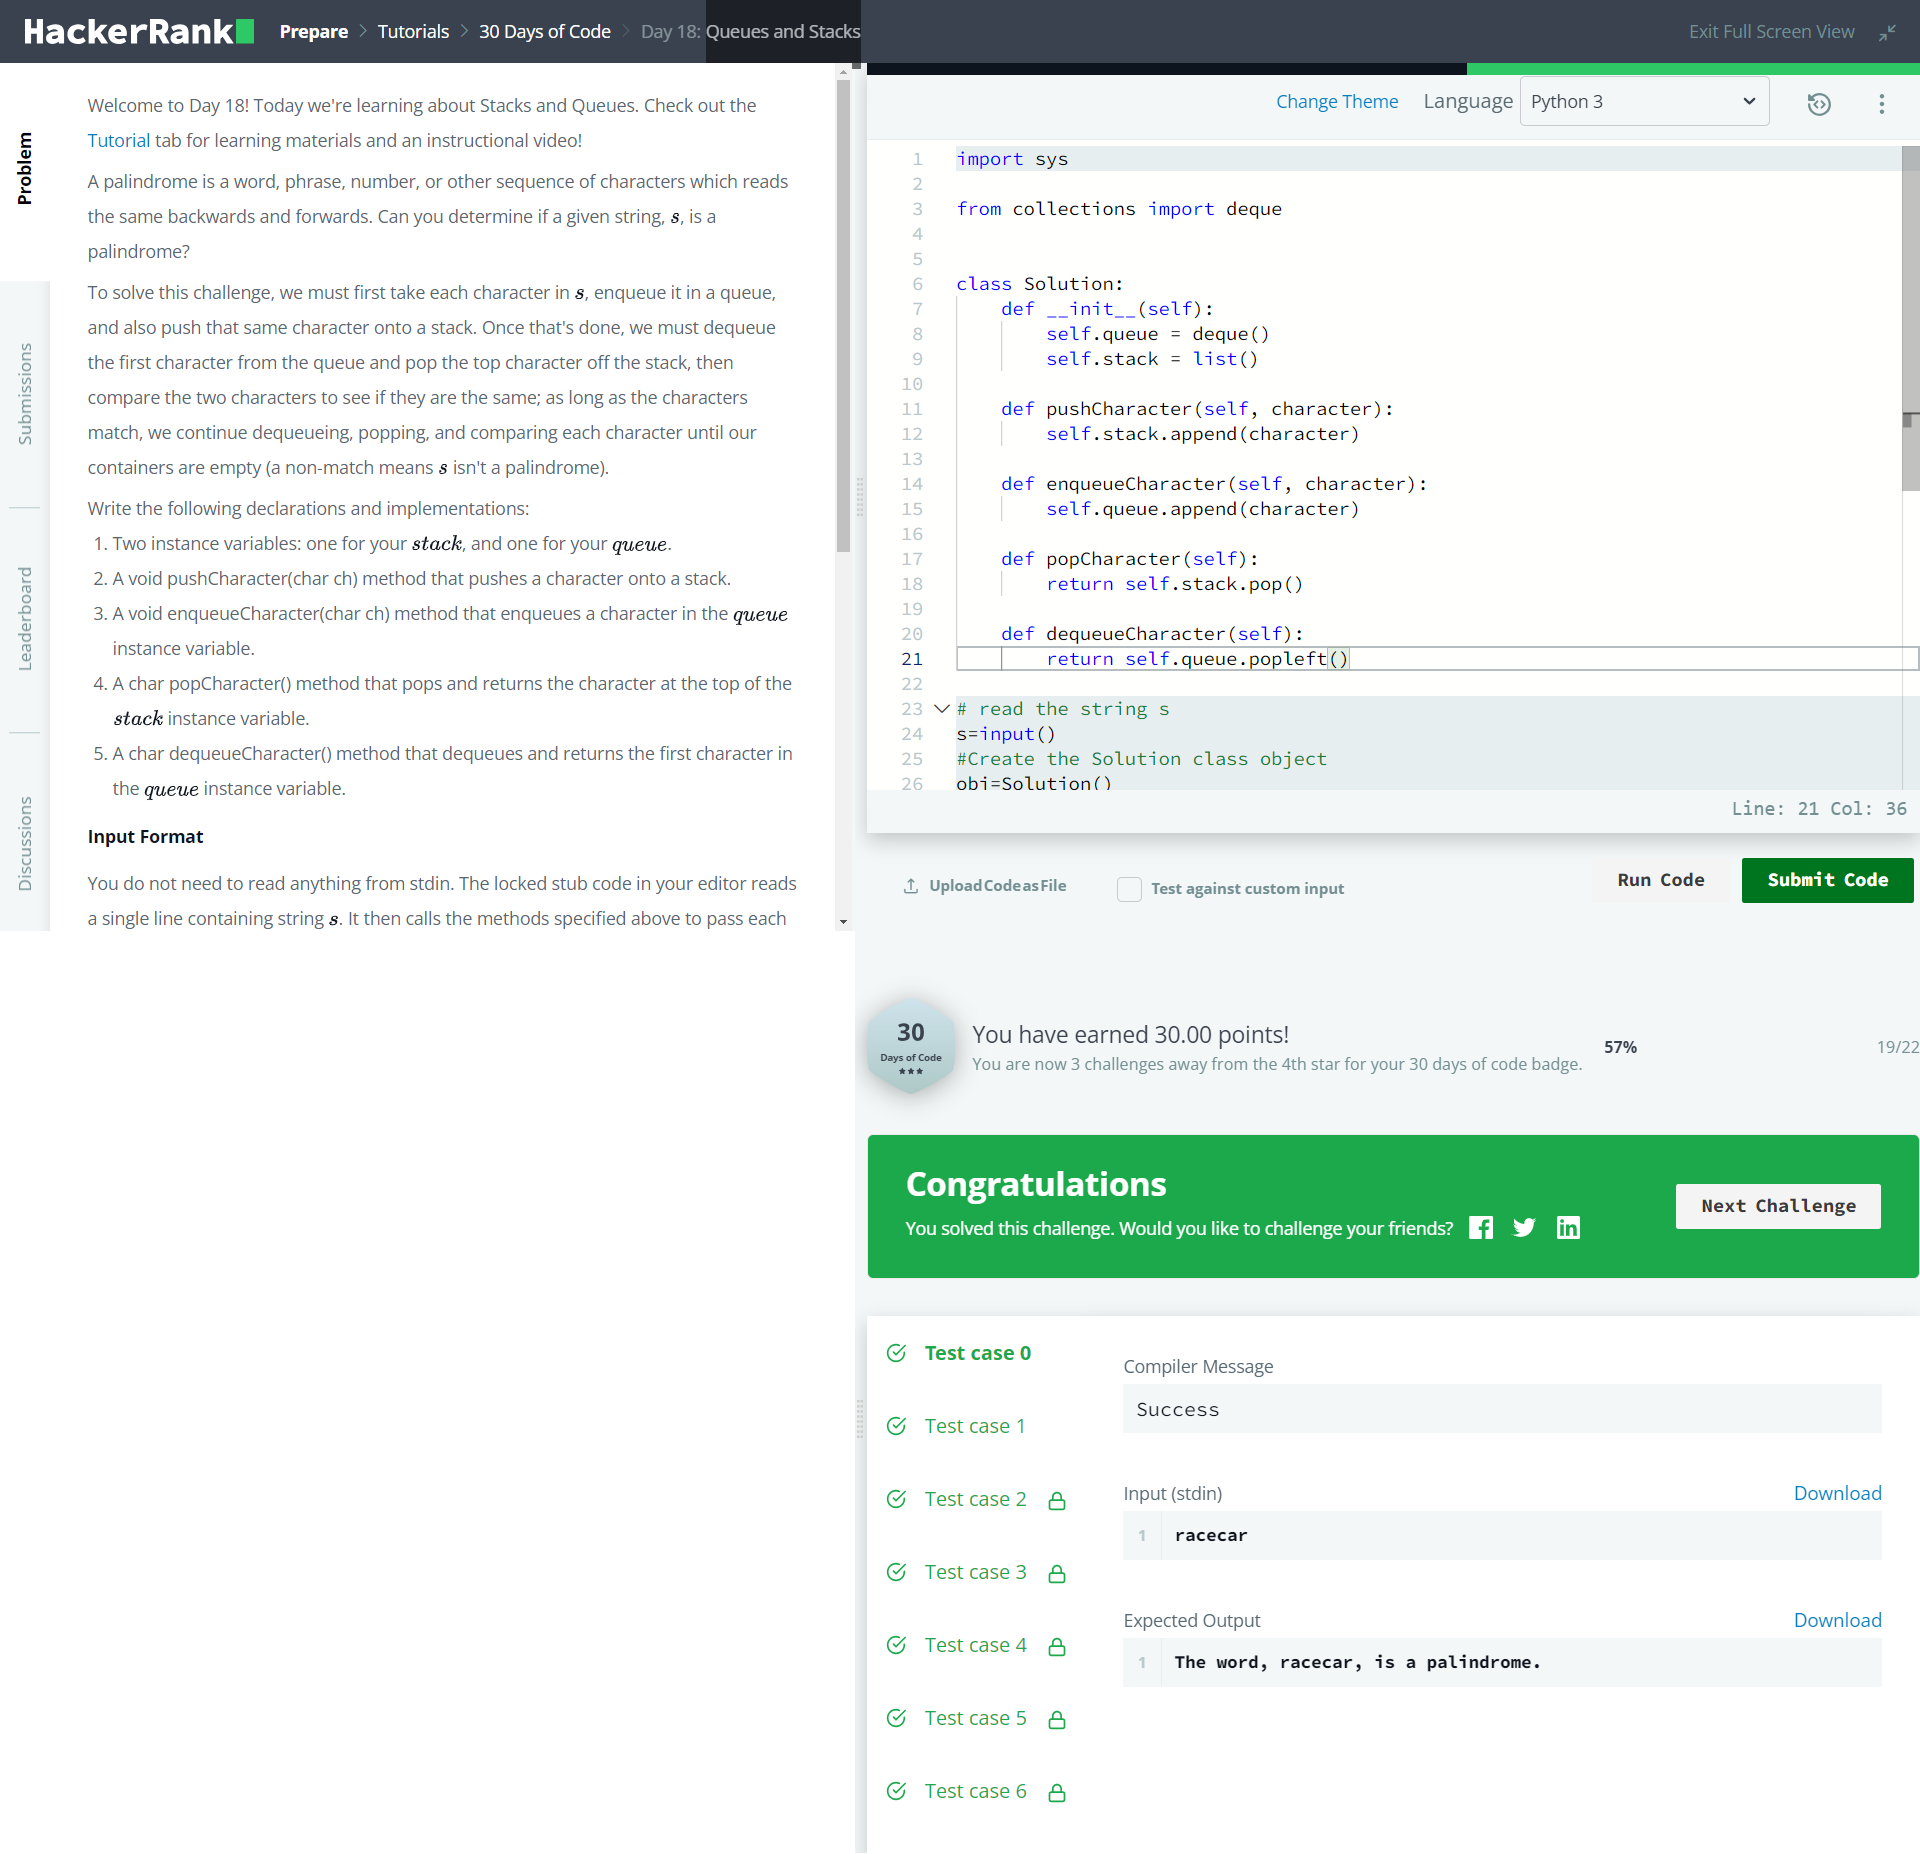 HackerRank
Prepare > Tutorials > 30 Days of Code > Day 18: Queues and Stacks
Exit Full Screen View
Problem
Submissions
Leaderboard
Discussions
Welcome to Day 18! Today we're learning about Stacks and Queues. Check out the
Tutorial tab for learning materials and an instructional video!
A palindrome is a word, phrase, number, or other sequence of characters which reads
the same backwards and forwards. Can you determine if a given string, s, is a
palindrome?
To solve this challenge, we must first take each character in s, enqueue it in a queue,
and also push that same character onto a stack. Once that's done, we must dequeue
the first character from the queue and pop the top character off the stack, then
compare the two characters to see if they are the same; as long as the characters
match, we continue dequeueing, popping, and comparing each character until our
containers are empty (a non-match means s isn't a palindrome).
Write the following declarations and implementations:
1. Two instance variables: one for your stack, and one for your queue.
2. A void pushCharacter(char ch) method that pushes a character onto a stack.
3. A void enqueueCharacter(char ch) method that enqueues a character in the queue
instance variable.
4. A char popCharacter() method that pops and returns the character at the top of the
stack instance variable.
5. A char dequeueCharacter() method that dequeues and returns the first character in
the queue instance variable.
Input Format
You do not need to read anything from stdin. The locked stub code in your editor reads
a single line containing string s. It then calls the methods specified above to pass each
Change Theme Language Python 3
1 import sys
2
3 from collections import deque
4
5
6 class Solution:
7     def __init__(self):
8         self.queue = deque()
9         self.stack = list()
10
11     def pushCharacter(self, character):
12         self.stack.append(character)
13
14     def enqueueCharacter(self, character):
15         self.queue.append(character)
16
17     def popCharacter(self):
18         return self.stack.pop()
19
20     def dequeueCharacter(self):
21         return self.queue.popleft()
22
23 # read the string s
24 s=input()
25 #Create the Solution class object
26 obj=Solution()
Line: 21 Col: 36
Upload Code as File
Test against custom input
Run Code
Submit Code
30
Days of Code
You have earned 30.00 points!
You are now 3 challenges away from the 4th star for your 30 days of code badge.
57%
19/22
Congratulations
You solved this challenge. Would you like to challenge your friends?
Next Challenge
Test case 0
Test case 1
Test case 2
Test case 3
Test case 4
Test case 5
Test case 6
Compiler Message
Success
Input (stdin)
Download
1 racecar
Expected Output
Download
1 The word, racecar, is a palindrome.